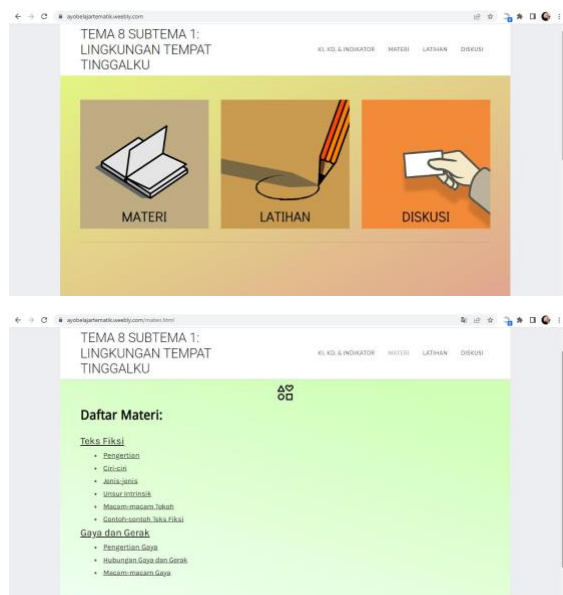 ayobelajartematik.weebly.com
TEMA 8 SUBTEMA 1:
LINGKUNGAN TEMPAT
TINGGALKU
KI, KD, & INDIKATOR MATERI LATIHAN DISKUSI
MATERI LATIHAN DISKUSI
ayobelajartematik.weebly.com/materi.html
TEMA 8 SUBTEMA 1:
LINGKUNGAN TEMPAT
TINGGALKU
KI, KD, & INDIKATOR MATERI LATIHAN DISKUSI
Daftar Materi:
Teks Fiksi
Pengertian
Ciri-ciri
Jenis-jenis
Unsur Intrinsik
Macam-macam Tokoh
Contoh-contoh Teks Fiksi
Gaya dan Gerak
Pengertian Gaya
Hubungan Gaya dan Gerak
Macam-macam Gaya